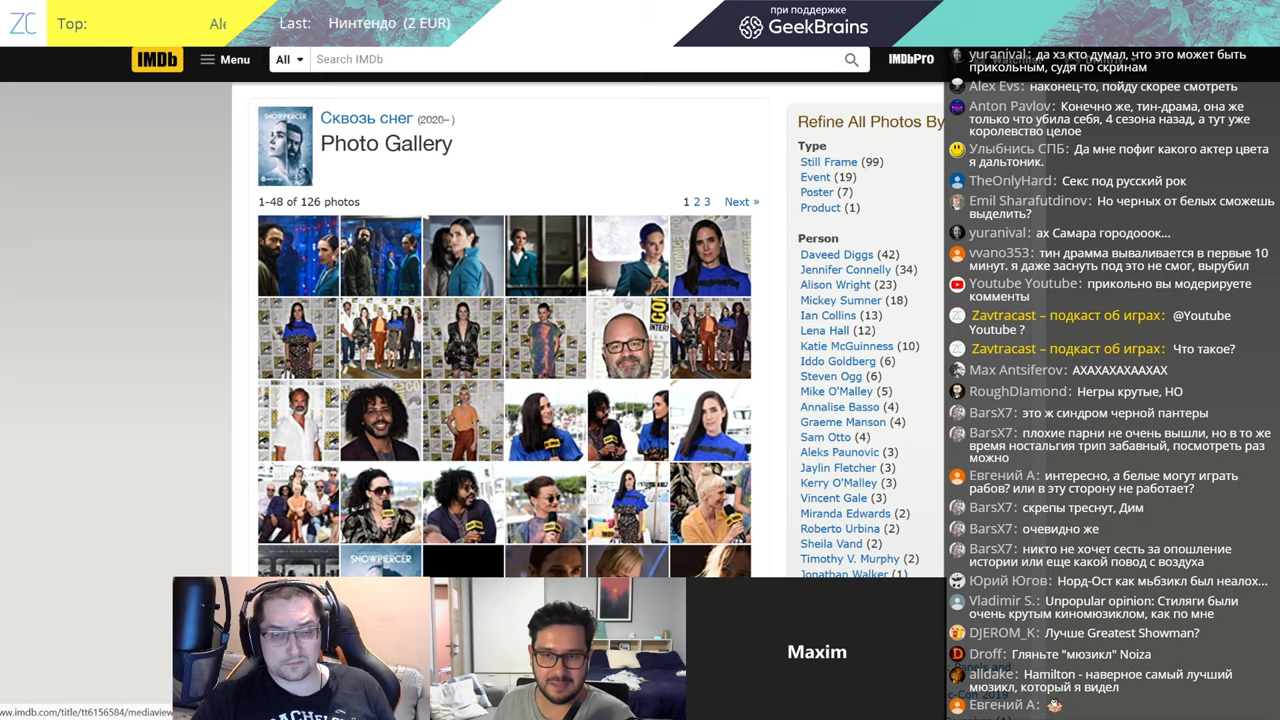 ZC
Top:
Ale
Last: Нинтендо (2 EUR)
при поддержке
GeekBrains
IMDb
Menu
All
Search IMDb
IMDbPro
Сквозь снег (2020– )
Photo Gallery
SNOWPIERCER
1-48 of 126 photos
1 2 3 Next »
Refine All Photos By
Type
Still Frame (99)
Event (19)
Poster (7)
Product (1)
Person
Daveed Diggs (42)
Jennifer Connelly (34)
Alison Wright (23)
Mickey Sumner (18)
Ian Collins (13)
Lena Hall (12)
Katie McGuinness (10)
Iddo Goldberg (6)
Steven Ogg (6)
Mike O'Malley (5)
Annalise Basso (4)
Graeme Manson (4)
Sam Otto (4)
Aleks Paunovic (3)
Jaylin Fletcher (3)
Kerry O'Malley (3)
Vincent Gale (3)
Miranda Edwards (2)
Roberto Urbina (2)
Sheila Vand (2)
Timothy V. Murphy (2)
Jonathan Walker (1)
SNOWPIERCER
yuranival: да хз кто думал, что это может быть
прикольным, судя по скринам
Alex Evs: наконец-то, пойду скорее смотреть
Anton Pavlov: Конечно же, тин-драма, она же
только что убила себя, 4 сезона назад, а тут уже
королевство целое
Улыбнись СПБ: Да мне пофиг какого актер цвета
я дальтоник.
TheOnlyHard: Секс под русский рок
Emil Sharafutdinov: Но черных от белых сможешь
выделить?
yuranival: ах Самара городооок...
vvano353: тин драмма вываливается в первые 10
минут. я даже заснуть под это не смог, вырубил
Youtube Youtube: прикольно вы модерируете
комменты
Zavtracast – подкаст об играх: @Youtube
Youtube ?
Zavtracast – подкаст об играх: Что такое?
Max Antsiferov: АХАХАХАХААХАХ
RoughDIamond: Негры крутые, НО
BarsX7: это ж синдром черной пантеры
BarsX7: плохие парни не очень вышли, но в то же
время ностальгия трип забавный, посмотреть раз
можно
Евгений А: интересно, а белые могут играть
рабов? или в эту сторону не работает?
BarsX7: скрепы треснут, Дим
BarsX7: очевидно же
BarsX7: никто не хочет сесть за опошление
истории или еще какой повод с воздуха
Юрий Югов: Норд-Ост как мьбзикл был неалох...
Vladimir S.: Unpopular opinion: Стиляги были
очень крутым киномюзиклом, как по мне
DJEROM_K: Лучше Greatest Showman?
Droff: Гляньте "мюзикл" Noiza
alldake: Hamilton - наверное самый лучший
мюзикл, который я видел
Евгений А:
Maxim
BACHELOR
www.imdb.com/title/tt6156584/mediaview